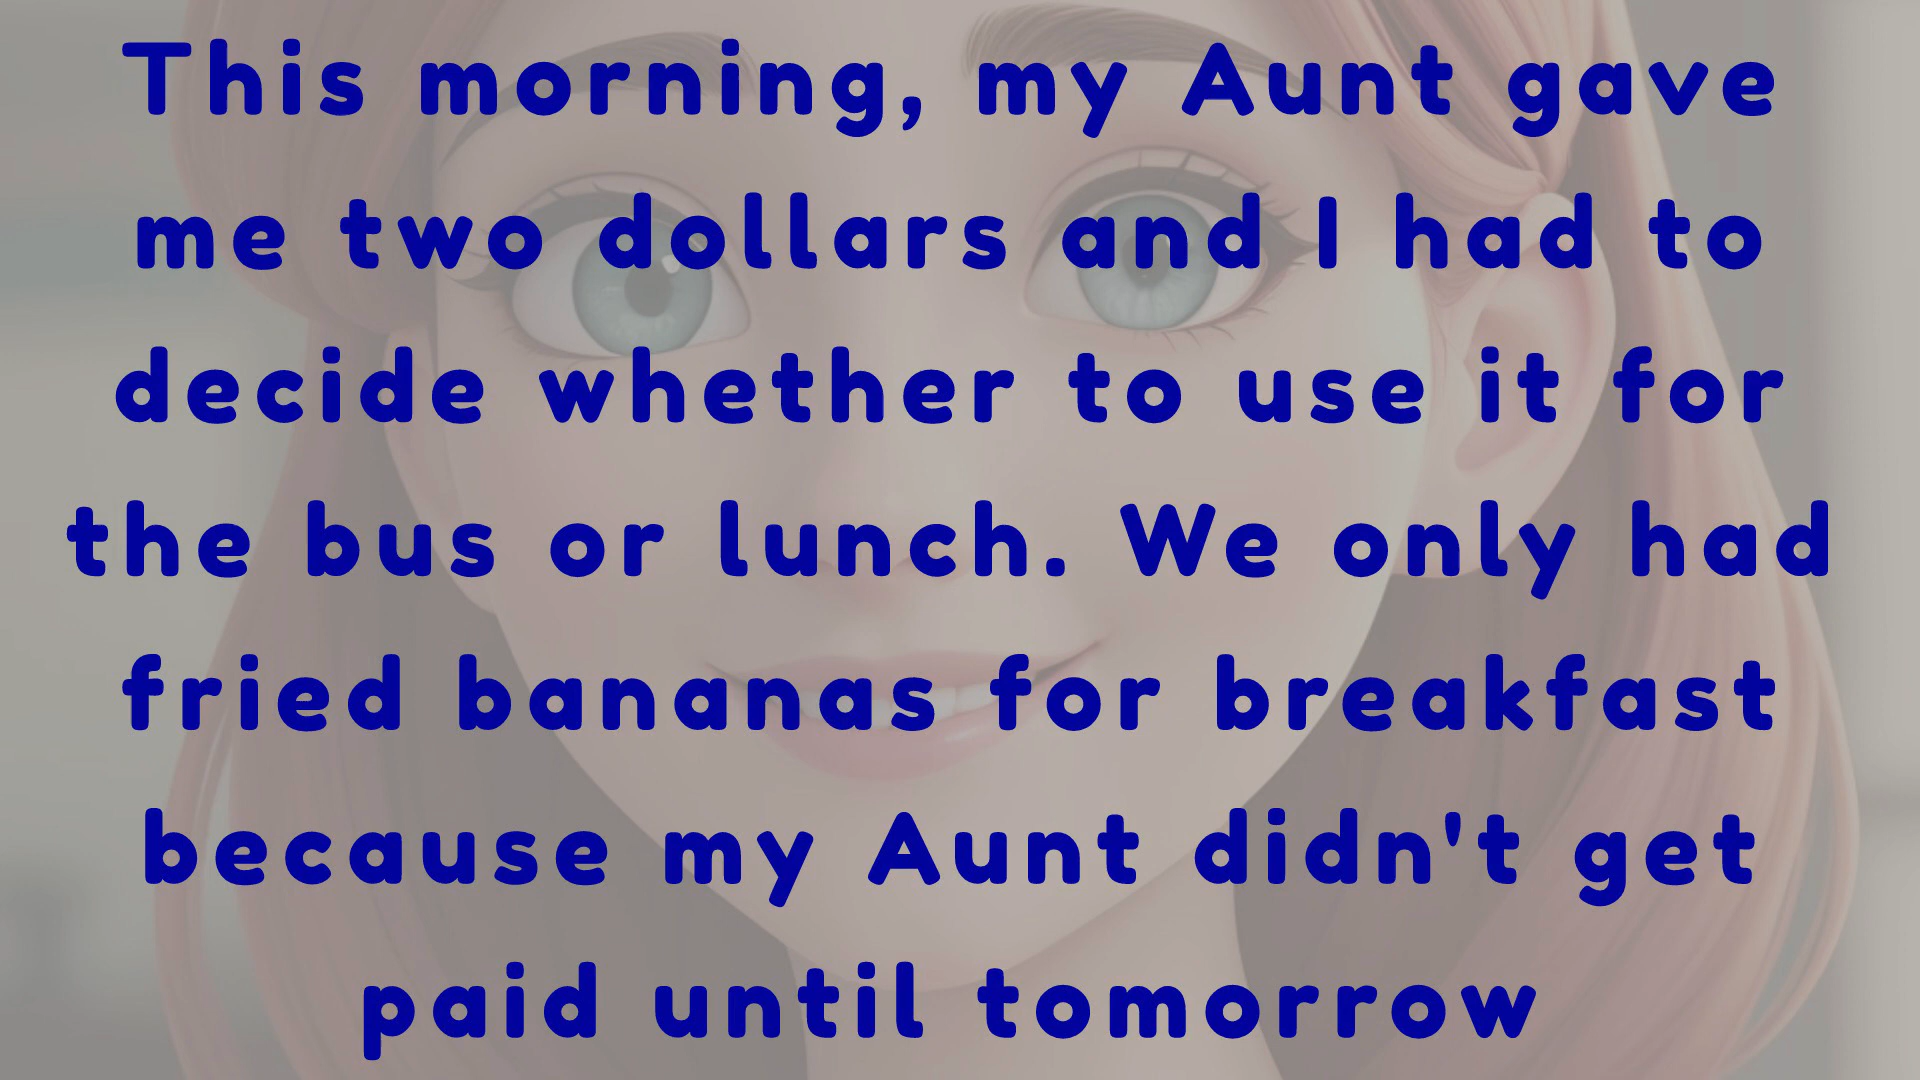 This morning, my Aunt gave
me two dollars and I had to
decide whether to use it for
the bus or lunch. We only had
fried bananas for breakfast
because my Aunt didn't get
paid until tomorrow